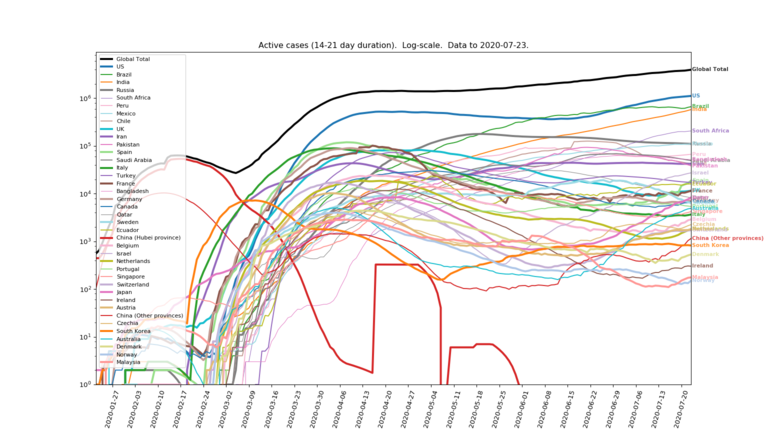 Active cases (14-21 day duration). Log-scale. Data to 2020-07-23.
Global Total
US
Brazil
India
Russia
South Africa
Peru
Mexico
Chile
UK
Iran
Pakistan
Spain
Saudi Arabia
Italy
Turkey
France
Bangladesh
Germany
Canada
Qatar
Sweden
Ecuador
China (Hubei province)
Belgium
Israel
Netherlands
Portugal
Singapore
Switzerland
Japan
Ireland
Austria
China (Other provinces)
Czechia
South Korea
Australia
Denmark
Norway
Malaysia
10⁶
10⁵
10⁴
10³
10²
10¹
10⁰
Global Total
US
Brazil
South Africa
Russia
Israel
Italy
China (Other provinces)
South Korea
Denmark
Ireland
Malaysia
2020-01-27
2020-02-03
2020-02-10
2020-02-17
2020-02-24
2020-03-02
2020-03-09
2020-03-16
2020-03-23
2020-03-30
2020-04-06
2020-04-13
2020-04-20
2020-04-27
2020-05-04
2020-05-11
2020-05-18
2020-05-25
2020-06-01
2020-06-08
2020-06-15
2020-06-22
2020-06-29
2020-07-06
2020-07-13
2020-07-20